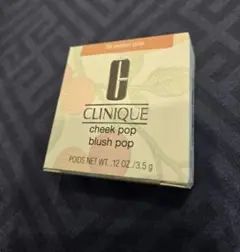 C
CLINIQUE
cheek pop
blush pop
POIDS NET WT. .12 OZ./3.5 g